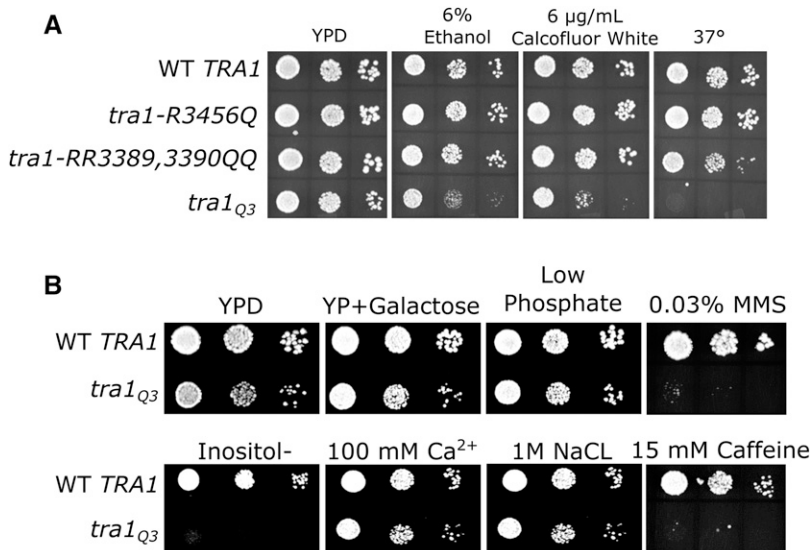 A
YPD
6%
Ethanol
6 µg/mL
Calcofluor White
37°
WT TRA1
tra1-R3456Q
tra1-RR3389,3390QQ
tra1Q3
B
YPD
YP+Galactose
Low
Phosphate
0.03% MMS
WT TRA1
tra1Q3
Inositol-
100 mM Ca²⁺
1M NaCL
15 mM Caffeine
WT TRA1
tra1Q3